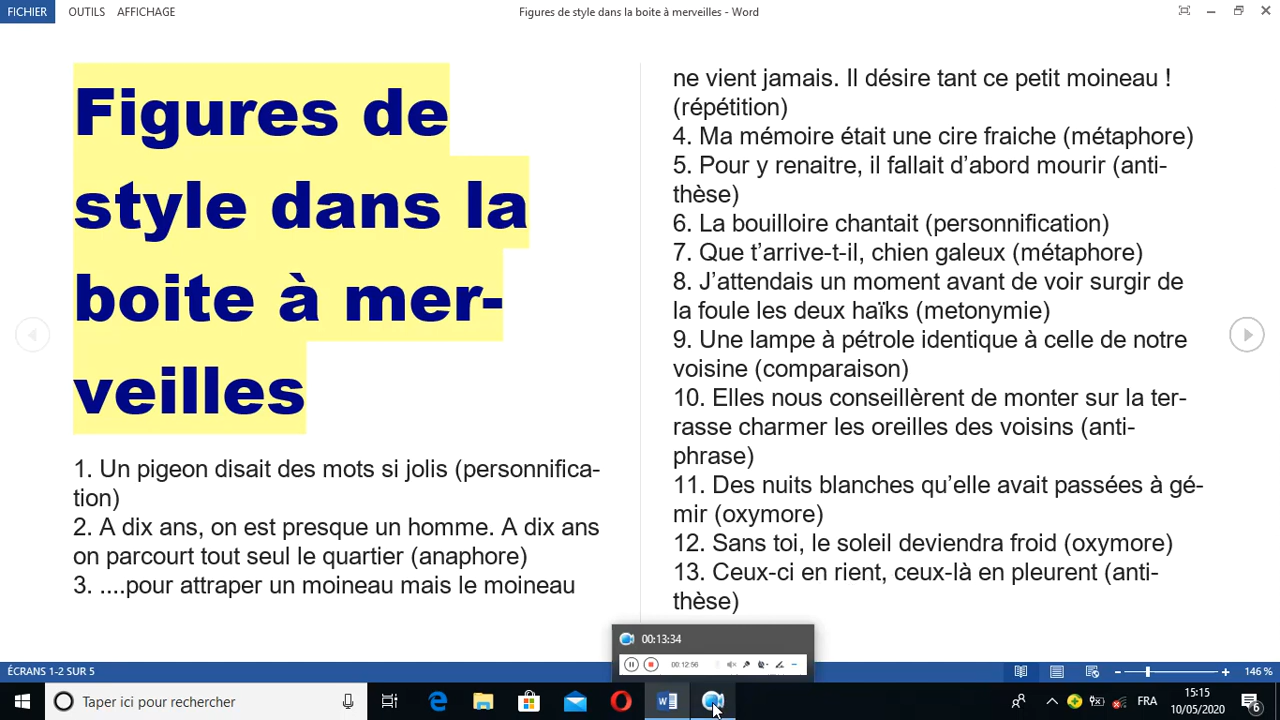 FICHIER OUTILS AFFICHAGE Figures de style dans la boite à merveilles - Word
Figures de
style dans la
boite à mer-
veilles
1. Un pigeon disait des mots si jolis (personnifica-
tion)
2. A dix ans, on est presque un homme. A dix ans
on parcourt tout seul le quartier (anaphore)
3. ....pour attraper un moineau mais le moineau
ne vient jamais. Il désire tant ce petit moineau !
(répétition)
4. Ma mémoire était une cire fraiche (métaphore)
5. Pour y renaitre, il fallait d’abord mourir (anti-
thèse)
6. La bouilloire chantait (personnification)
7. Que t’arrive-t-il, chien galeux (métaphore)
8. J’attendais un moment avant de voir surgir de
la foule les deux haïks (metonymie)
9. Une lampe à pétrole identique à celle de notre
voisine (comparaison)
10. Elles nous conseillèrent de monter sur la ter-
rasse charmer les oreilles des voisins (anti-
phrase)
11. Des nuits blanches qu’elle avait passées à gé-
mir (oxymore)
12. Sans toi, le soleil deviendra froid (oxymore)
13. Ceux-ci en rient, ceux-là en pleurent (anti-
thèse)
00:13:34
00:12:56
ÉCRANS 1-2 SUR 5 146 %
Taper ici pour rechercher FRA 15:15
10/05/2020 6